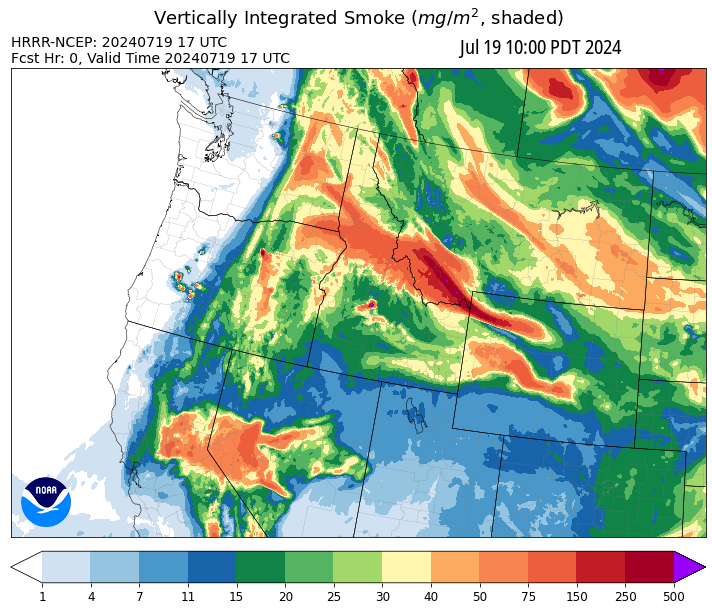 Vertically Integrated Smoke (mg/m², shaded)
HRRR-NCEP: 20240719 17 UTC
Jul 19 10:00 PDT 2024
Fcst Hr: 0, Valid Time 20240719 17 UTC
NOAA
1 4 7 11 15 20 25 30 40 50 75 150 250 500